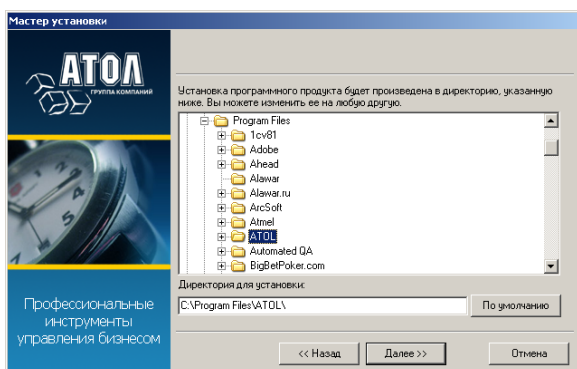 Мастер установки
АТОЛ
ГРУППА КОМПАНИЙ
Установка программного продукта будет произведена в директорию, указанную
ниже. Вы можете изменить ее на любую другую.
Program Files
1cv81
Adobe
Ahead
Alawar
Alawar.ru
ArcSoft
Atmel
ATOL
Automated QA
BigBetPoker.com
Директория для установки:
C:\Program Files\ATOL\
По умолчанию
Профессиональные
инструменты
управления бизнесом
<< Назад
Далее >>
Отмена